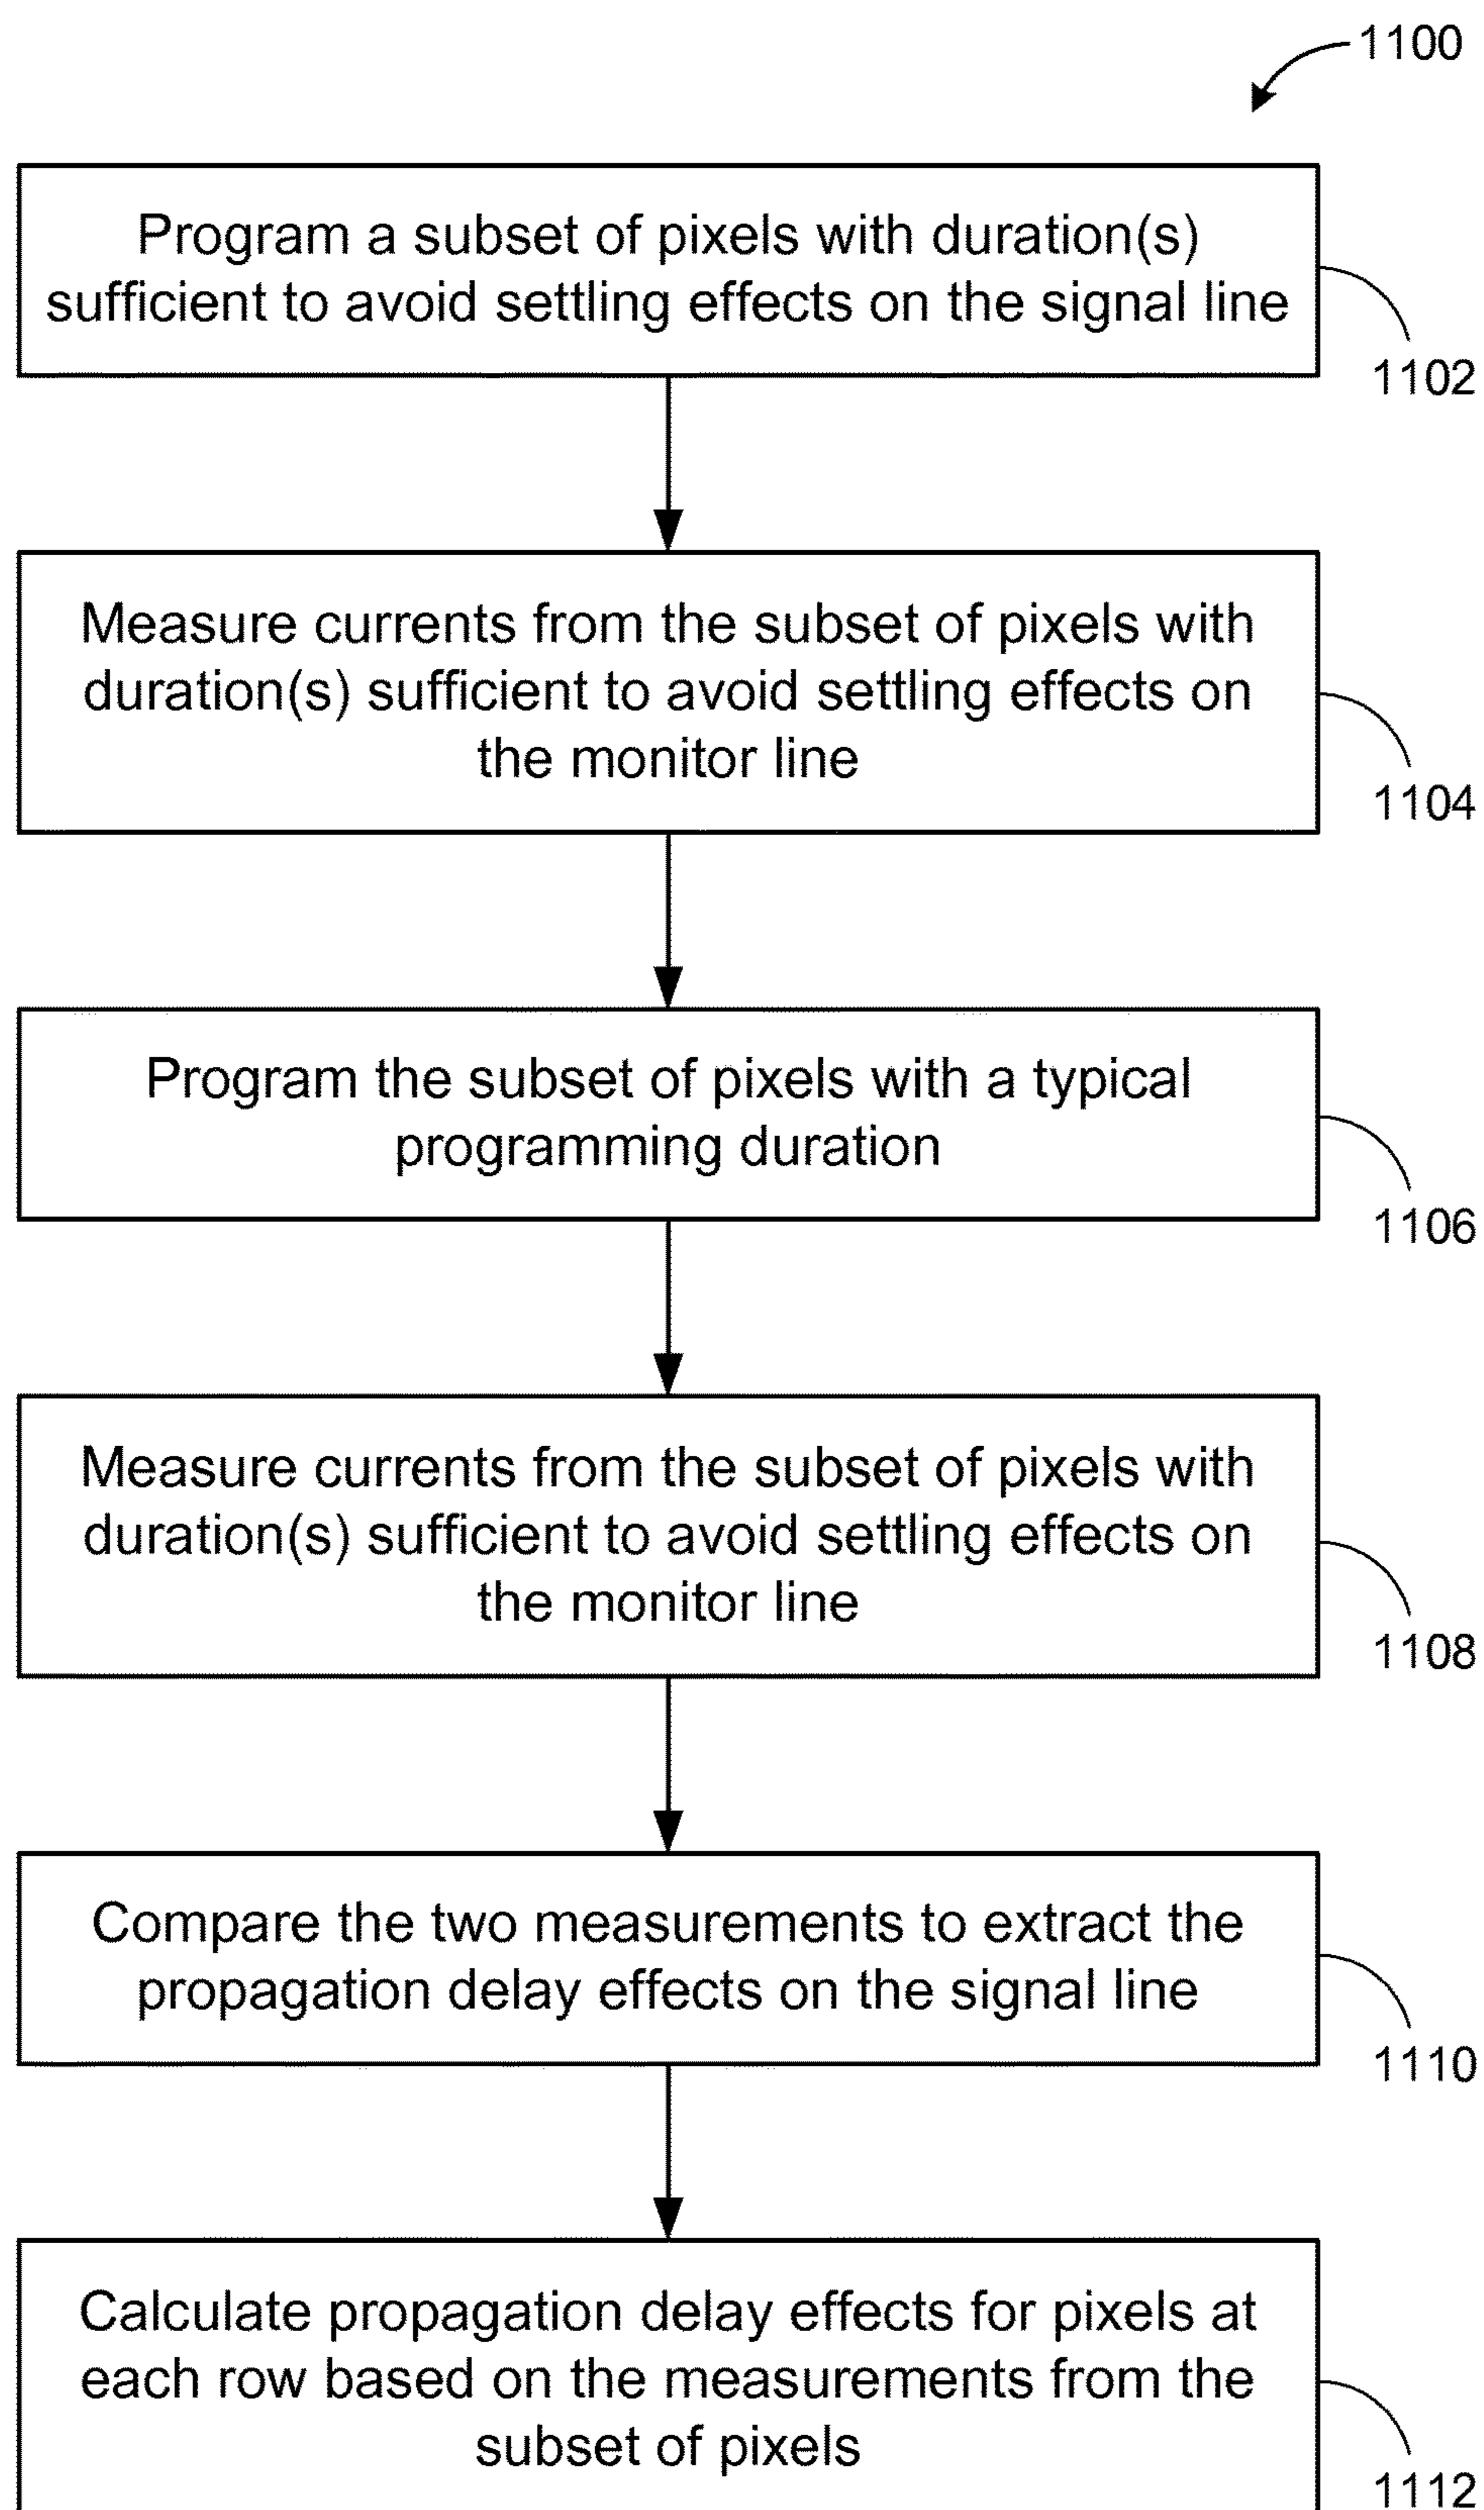 1100
Program a subset of pixels with duration(s)
sufficient to avoid settling effects on the signal line
1102
Measure currents from the subset of pixels with
duration(s) sufficient to avoid settling effects on
the monitor line
1104
Program the subset of pixels with a typical
programming duration
1106
Measure currents from the subset of pixels with
duration(s) sufficient to avoid settling effects on
the monitor line
1108
Compare the two measurements to extract the
propagation delay effects on the signal line
1110
Calculate propagation delay effects for pixels at
each row based on the measurements from the
subset of pixels
1112